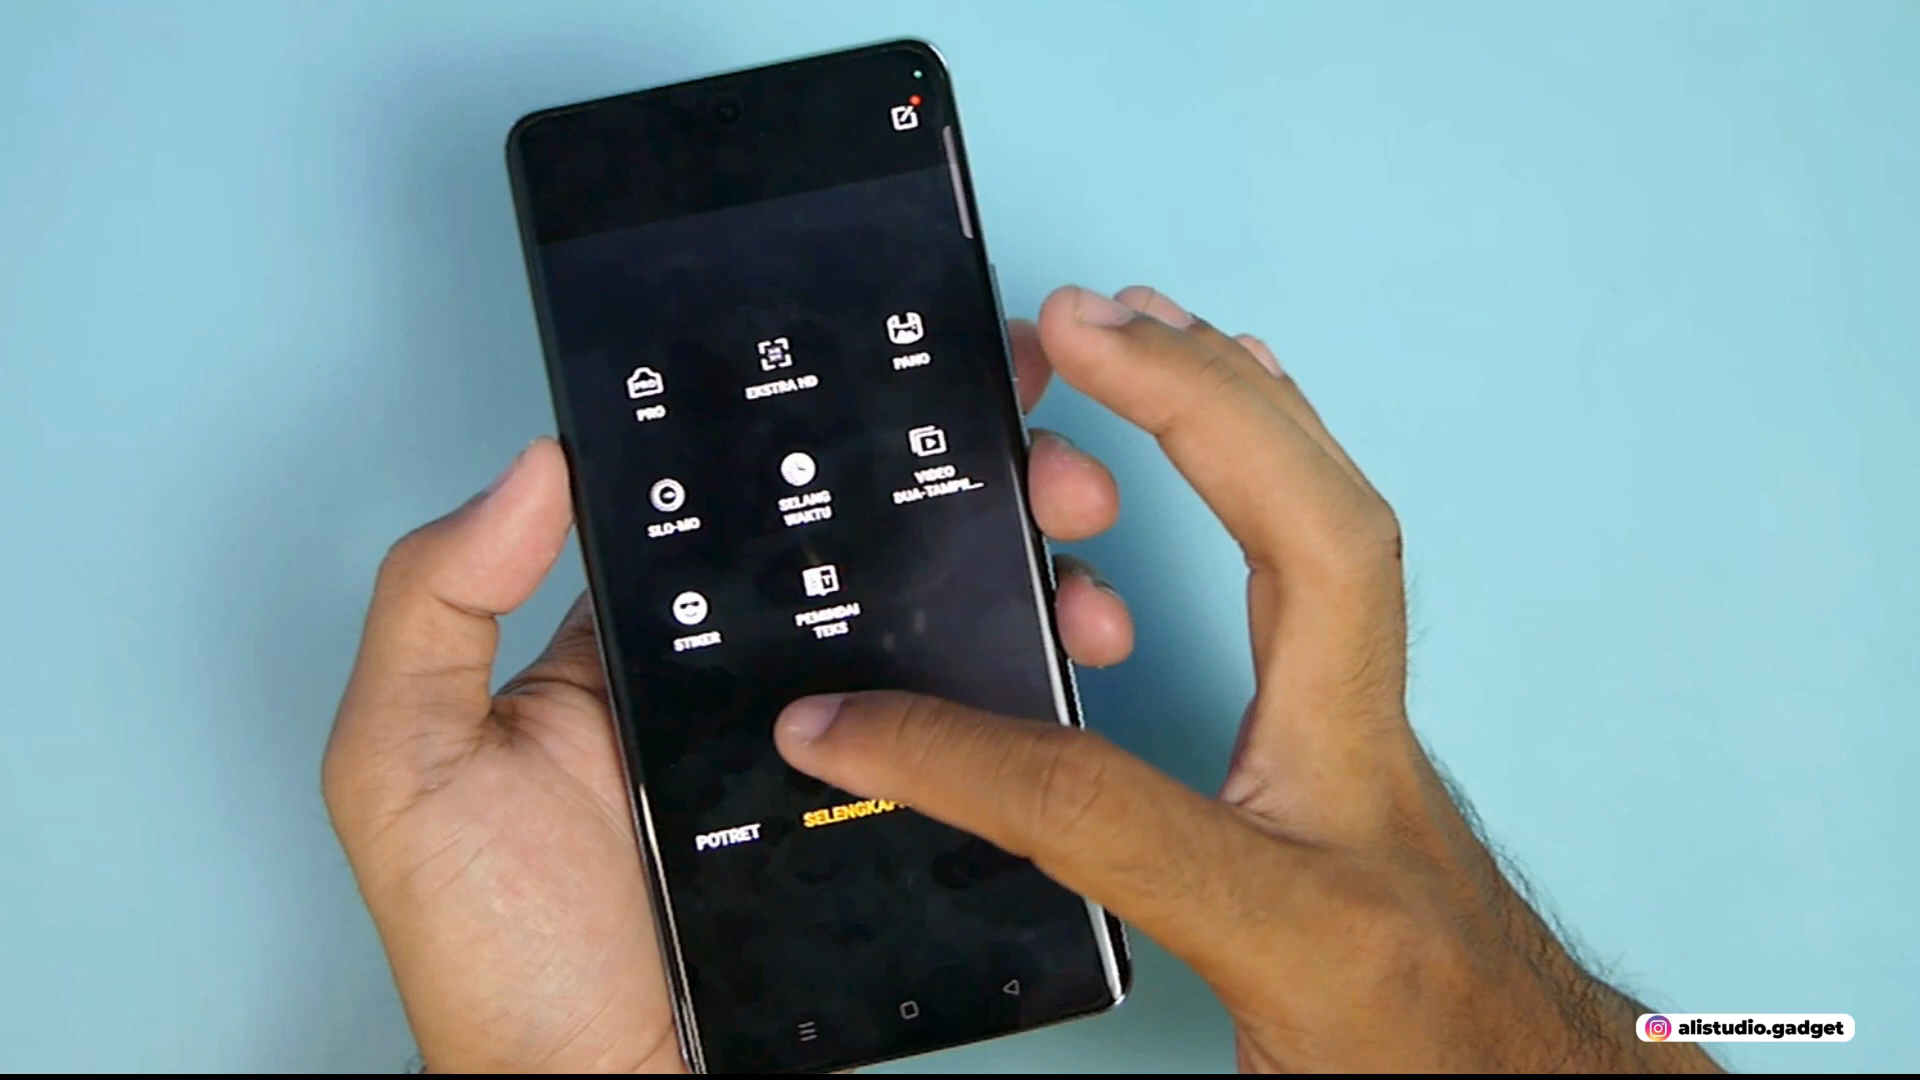 PRO
EKSTRA HD
PANO
SLO-MO
SELANG
WAKTU
VIDEO
DUA-TAMPIL...
STIKER
PEMINDAI
TEKS
POTRET
alistudio.gadget